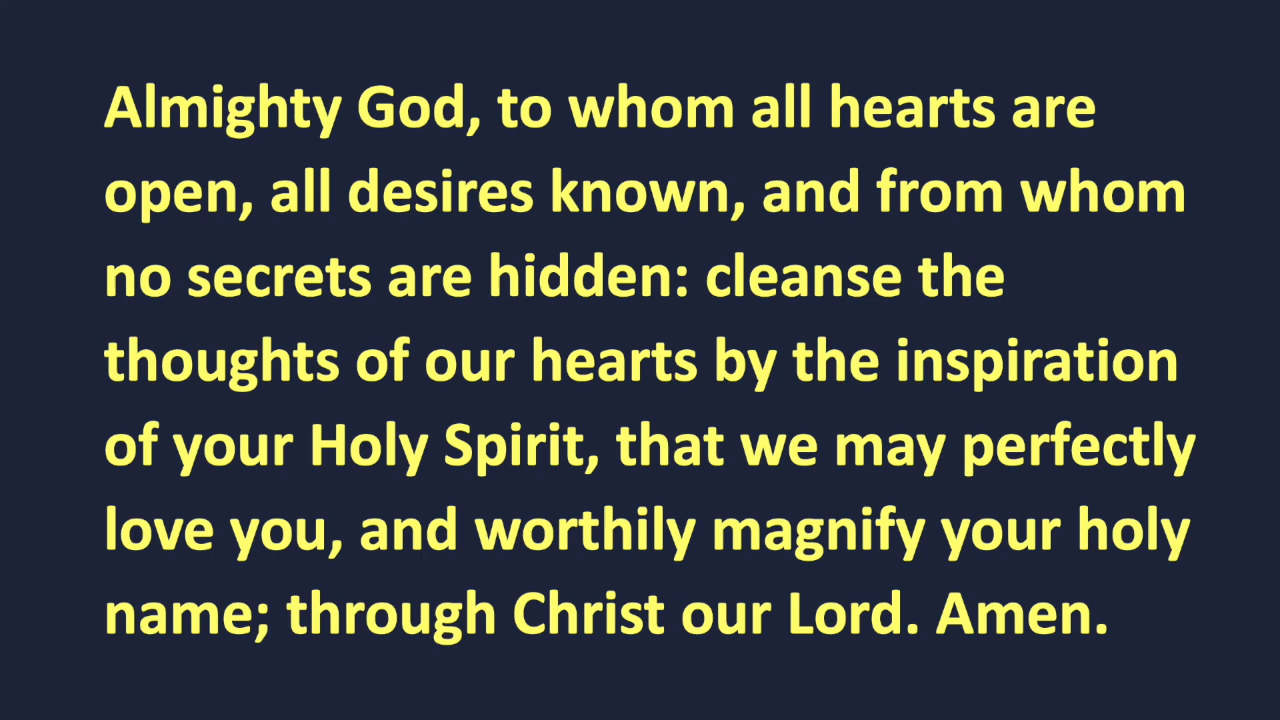 Almighty God, to whom all hearts are
open, all desires known, and from whom
no secrets are hidden: cleanse the
thoughts of our hearts by the inspiration
of your Holy Spirit, that we may perfectly
love you, and worthily magnify your holy
name; through Christ our Lord. Amen.